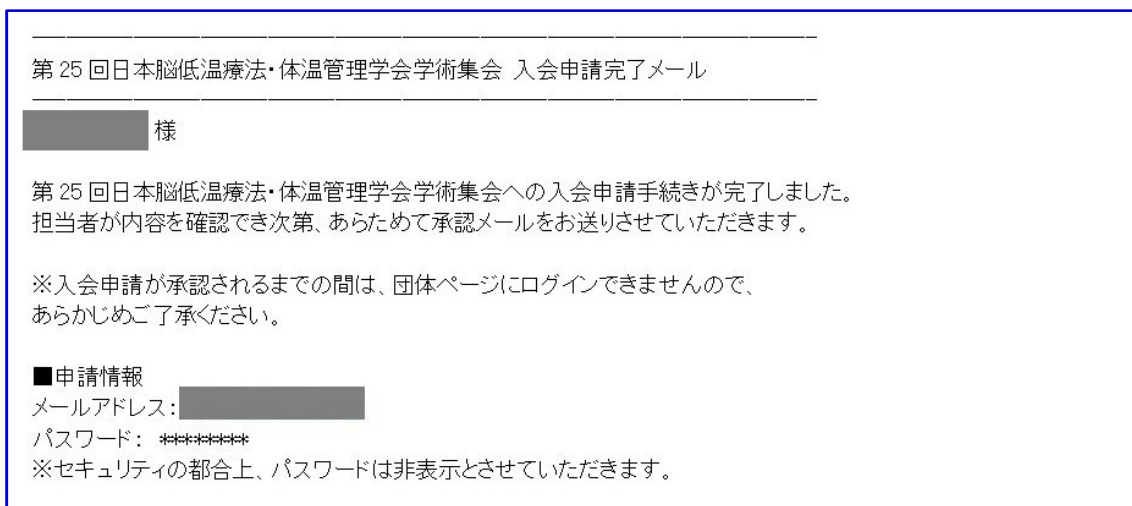 第25回日本脳低温療法・体温管理学会学術集会 入会申請完了メール
様
第25回日本脳低温療法・体温管理学会学術集会への入会申請手続きが完了しました。
担当者が内容を確認でき次第、あらためて承認メールをお送りさせていただきます。
※入会申請が承認されるまでの間は、団体ページにログインできませんので、
あらかじめご了承ください。
■申請情報
メールアドレス：
パスワード： *********
※セキュリティの都合上、パスワードは非表示とさせていただきます。